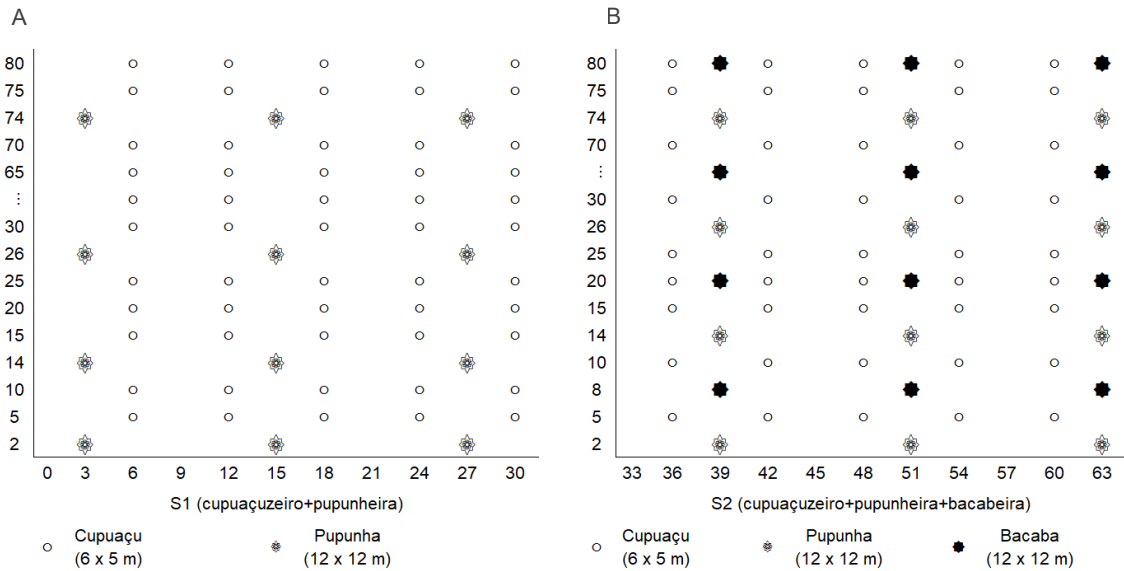 A
80
75
74
70
65
⋮
30
26
25
20
15
14
10
5
2
0 3 6 9 12 15 18 21 24 27 30
S1 (cupuaçuzeiro+pupunheira)
Cupuaçu
(6 x 5 m)
Pupunha
(12 x 12 m)
B
80
75
74
70
⋮
30
26
25
20
15
14
10
8
5
2
33 36 39 42 45 48 51 54 57 60 63
S2 (cupuaçuzeiro+pupunheira+bacabeira)
Cupuaçu
(6 x 5 m)
Pupunha
(12 x 12 m)
Bacaba
(12 x 12 m)